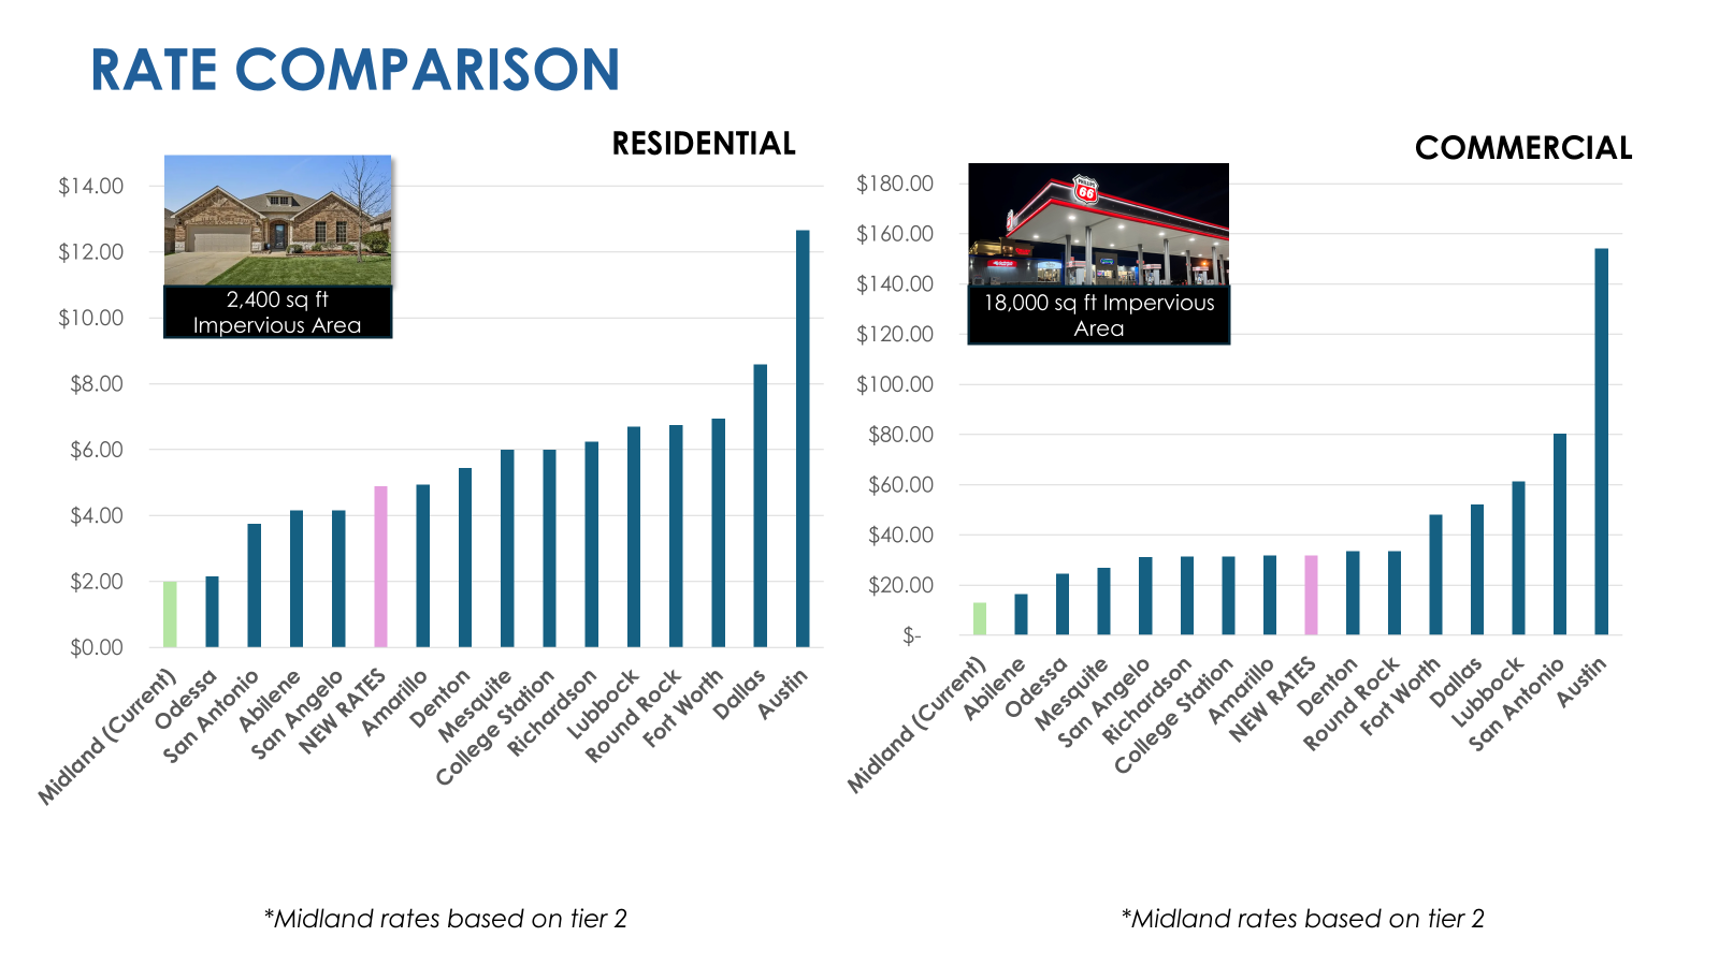 RATE COMPARISON
RESIDENTIAL
2,400 sq ft
Impervious Area
$14.00
$12.00
$10.00
$8.00
$6.00
$4.00
$2.00
$0.00
Midland (Current)
Odessa
San Antonio
Abilene
San Angelo
NEW RATES
Amarillo
Denton
Mesquite
College Station
Richardson
Lubbock
Round Rock
Fort Worth
Dallas
Austin
*Midland rates based on tier 2
COMMERCIAL
66
18,000 sq ft Impervious
Area
$180.00
$160.00
$140.00
$120.00
$100.00
$80.00
$60.00
$40.00
$20.00
$-
Midland (Current)
Abilene
Odessa
Mesquite
San Angelo
Richardson
College Station
Amarillo
NEW RATES
Denton
Round Rock
Fort Worth
Dallas
Lubbock
San Antonio
Austin
*Midland rates based on tier 2